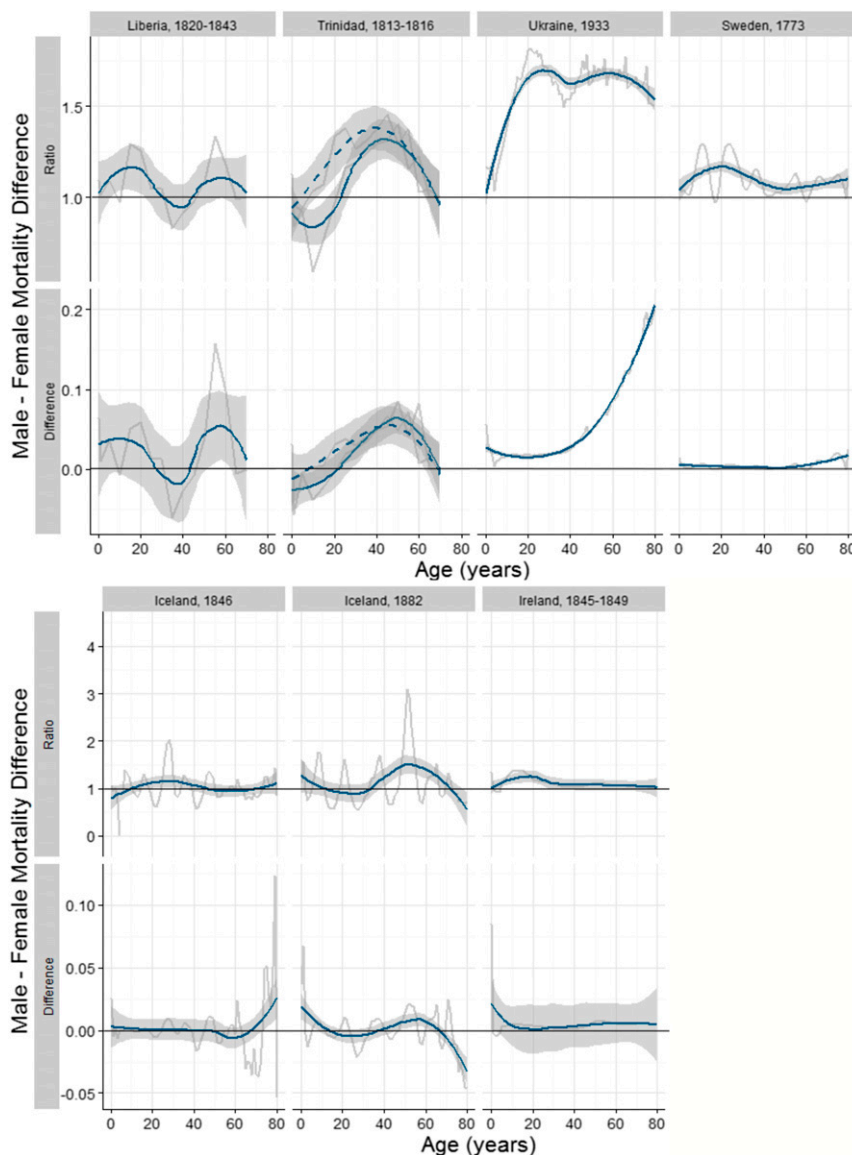 Liberia, 1820-1843 Trinidad, 1813-1816 Ukraine, 1933 Sweden, 1773
Male - Female Mortality Difference
Ratio
1.5
1.0
Difference
0.2
0.1
0.0
0 20 40 60 80 0 20 40 60 80 0 20 40 60 80 0 20 40 60 80
Age (years)
Iceland, 1846 Iceland, 1882 Ireland, 1845-1849
Male - Female Mortality Difference
Ratio
4
3
2
1
0
Difference
0.10
0.05
0.00
-0.05
0 20 40 60 80 0 20 40 60 80 0 20 40 60 80
Age (years)